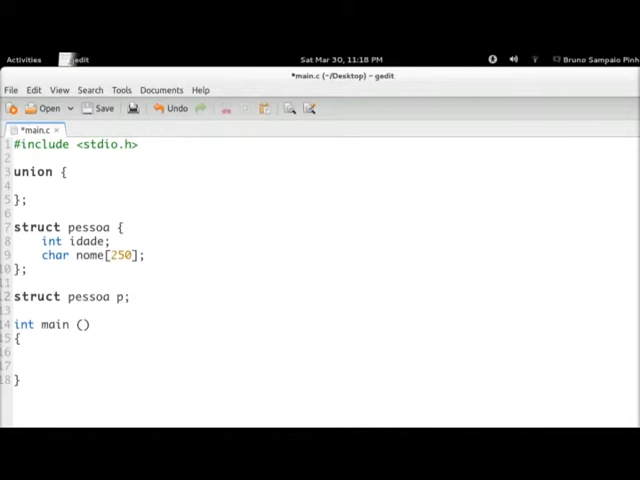 Activities gedit Sat Mar 30, 11:18 PM Bruno Sampaio Pinh
*main.c (~/Desktop) – gedit
File Edit View Search Tools Documents Help
Open Save Undo
*main.c ×
1 #include <stdio.h>
2
3 union {
4
5 };
6
7 struct pessoa {
8     int idade;
9     char nome[250];
10 };
11
12 struct pessoa p;
13
14 int main ()
15 {
16
17
18 }